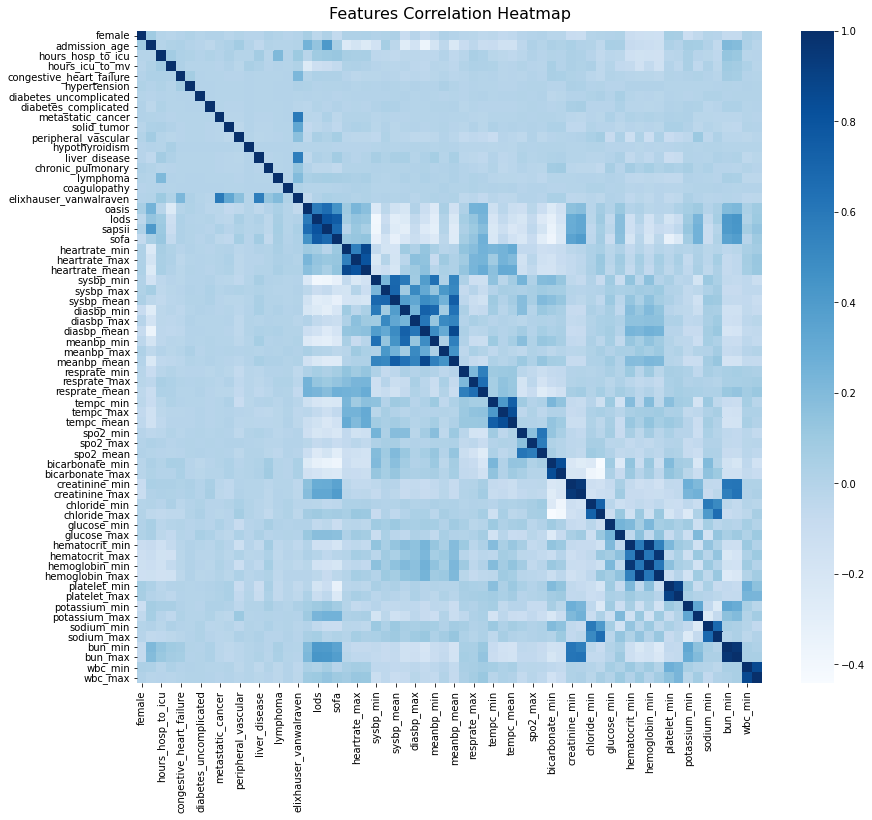 Features Correlation Heatmap
female
admission_age
hours_hosp_to_icu
hours_icu_to_mv
congestive_heart_failure
hypertension
diabetes_uncomplicated
diabetes_complicated
metastatic_cancer
solid_tumor
peripheral_vascular
hypothyroidism
liver_disease
chronic_pulmonary
lymphoma
coagulopathy
elixhauser_vanwalraven
oasis
lods
sapsii
sofa
heartrate_min
heartrate_max
heartrate_mean
sysbp_min
sysbp_max
sysbp_mean
diasbp_min
diasbp_max
diasbp_mean
meanbp_min
meanbp_max
meanbp_mean
resprate_min
resprate_max
resprate_mean
tempc_min
tempc_max
tempc_mean
spo2_min
spo2_max
spo2_mean
bicarbonate_min
bicarbonate_max
creatinine_min
creatinine_max
chloride_min
chloride_max
glucose_min
glucose_max
hematocrit_min
hematocrit_max
hemoglobin_min
hemoglobin_max
platelet_min
platelet_max
potassium_min
potassium_max
sodium_min
sodium_max
bun_min
bun_max
wbc_min
wbc_max
female
hours_hosp_to_icu
congestive_heart_failure
diabetes_uncomplicated
metastatic_cancer
peripheral_vascular
liver_disease
lymphoma
elixhauser_vanwalraven
lods
sofa
heartrate_max
sysbp_min
sysbp_mean
diasbp_max
meanbp_min
meanbp_mean
resprate_max
tempc_min
tempc_mean
spo2_max
bicarbonate_min
creatinine_min
chloride_min
glucose_min
hematocrit_min
hemoglobin_min
platelet_min
potassium_min
sodium_min
bun_min
wbc_min
1.0
0.8
0.6
0.4
0.2
0.0
−0.2
−0.4